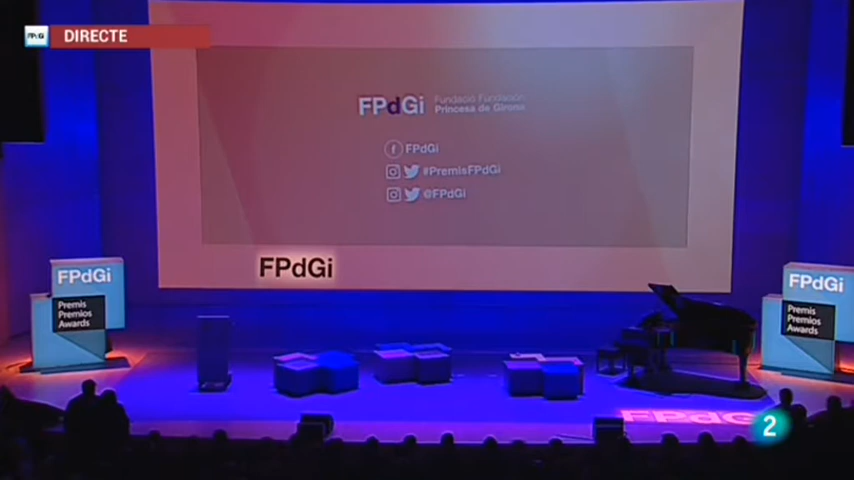 FPdGi
DIRECTE
FPdGi
Fundació Fundación
Princesa de Girona
FPdGi
#PremisFPdGi
@FPdGi
FPdGi
FPdGi
Premis
Premios
Awards
FPdGi
Premis
Premios
Awards
FPdGi
2